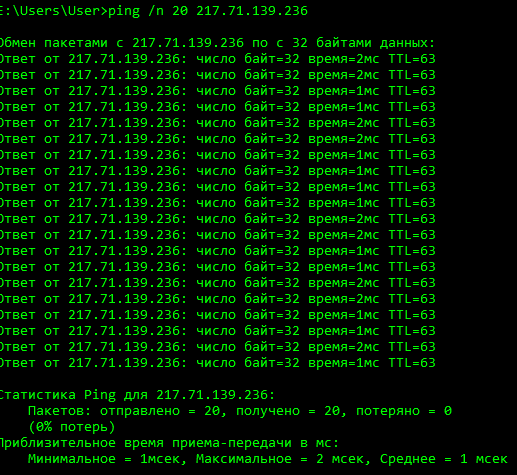 E:\Users\User>ping /n 20 217.71.139.236
Обмен пакетами с 217.71.139.236 по с 32 байтами данных:
Ответ от 217.71.139.236: число байт=32 время=2мс TTL=63
Ответ от 217.71.139.236: число байт=32 время=2мс TTL=63
Ответ от 217.71.139.236: число байт=32 время=1мс TTL=63
Ответ от 217.71.139.236: число байт=32 время=1мс TTL=63
Ответ от 217.71.139.236: число байт=32 время=2мс TTL=63
Ответ от 217.71.139.236: число байт=32 время=2мс TTL=63
Ответ от 217.71.139.236: число байт=32 время=1мс TTL=63
Ответ от 217.71.139.236: число байт=32 время=1мс TTL=63
Ответ от 217.71.139.236: число байт=32 время=1мс TTL=63
Ответ от 217.71.139.236: число байт=32 время=1мс TTL=63
Ответ от 217.71.139.236: число байт=32 время=2мс TTL=63
Ответ от 217.71.139.236: число байт=32 время=2мс TTL=63
Ответ от 217.71.139.236: число байт=32 время=1мс TTL=63
Ответ от 217.71.139.236: число байт=32 время=1мс TTL=63
Ответ от 217.71.139.236: число байт=32 время=2мс TTL=63
Ответ от 217.71.139.236: число байт=32 время=2мс TTL=63
Ответ от 217.71.139.236: число байт=32 время=1мс TTL=63
Ответ от 217.71.139.236: число байт=32 время=1мс TTL=63
Ответ от 217.71.139.236: число байт=32 время=2мс TTL=63
Ответ от 217.71.139.236: число байт=32 время=1мс TTL=63
Статистика Ping для 217.71.139.236:
Пакетов: отправлено = 20, получено = 20, потеряно = 0
(0% потерь)
Приблизительное время приема-передачи в мс:
Минимальное = 1мсек, Максимальное = 2 мсек, Среднее = 1 мсек